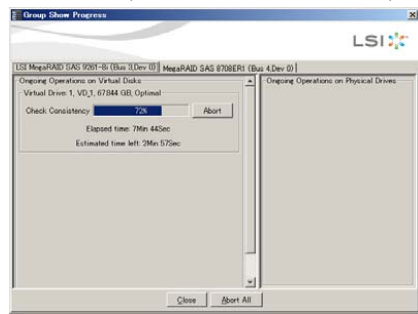 Group Show Progress
LSI
LSI MegaRAID SAS 9261-8i (Bus 3,Dev 0)
MegaRAID SAS 8708ER1 (Bus 4,Dev 0)
Ongoing Operations on Virtual Disks
Ongoing Operations on Physical Drives
Virtual Drive: 1, VD_1, 67.844 GB, Optimal
Check Consistency
72%
Abort
Elapsed time: 7Min 44Sec
Estimated time left: 2Min 57Sec
Close
Abort All